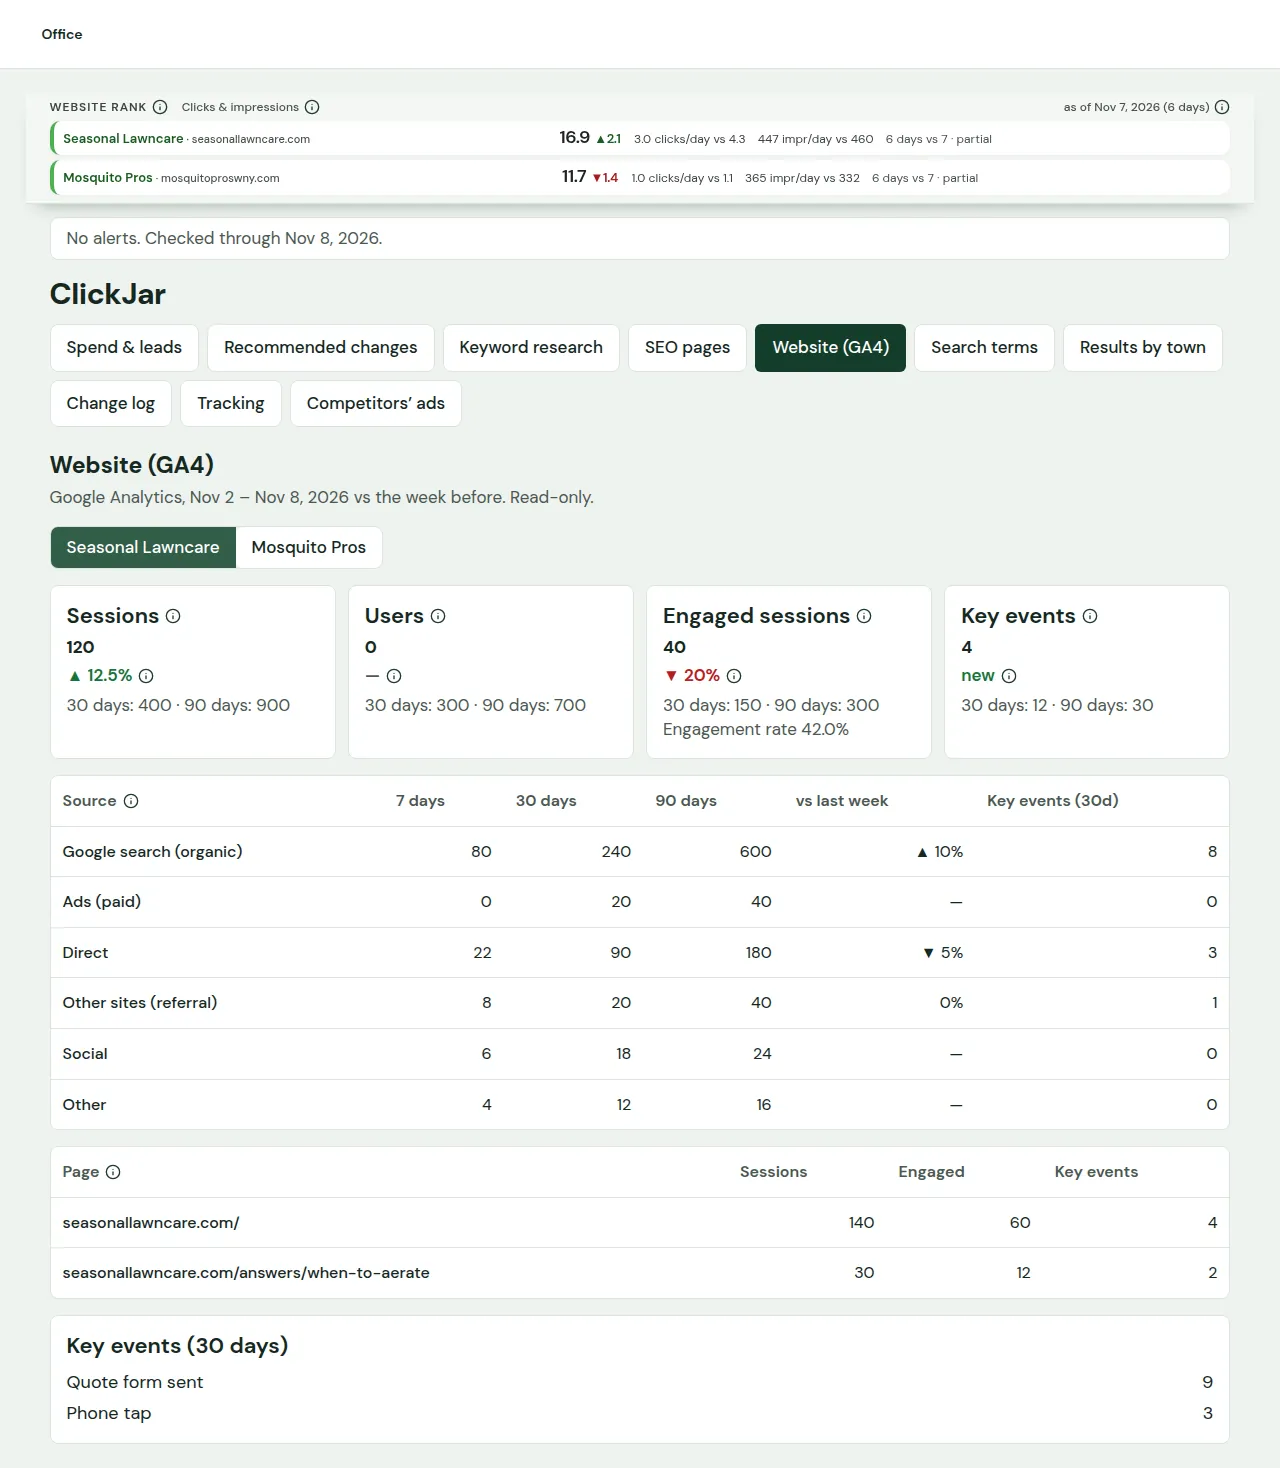 Office
WEBSITE RANK Clicks & impressions as of Nov 7, 2026 (6 days)
Seasonal Lawncare · seasonallawncare.com 16.9 ▲2.1 3.0 clicks/day vs 4.3 447 impr/day vs 460 6 days vs 7 · partial
Mosquito Pros · mosquitoproswny.com 11.7 ▼1.4 1.0 clicks/day vs 1.1 365 impr/day vs 332 6 days vs 7 · partial
No alerts. Checked through Nov 8, 2026.
ClickJar
Spend & leads Recommended changes Keyword research SEO pages Website (GA4) Search terms Results by town
Change log Tracking Competitors’ ads
Website (GA4)
Google Analytics, Nov 2 – Nov 8, 2026 vs the week before. Read-only.
Seasonal Lawncare Mosquito Pros
Sessions Users Engaged sessions Key events
120 0 40 4
▲ 12.5% — ▼ 20% new
30 days: 400 · 90 days: 900 30 days: 300 · 90 days: 700 30 days: 150 · 90 days: 300 30 days: 12 · 90 days: 30
Engagement rate 42.0%
Source 7 days 30 days 90 days vs last week Key events (30d)
Google search (organic) 80 240 600 ▲ 10% 8
Ads (paid) 0 20 40 — 0
Direct 22 90 180 ▼ 5% 3
Other sites (referral) 8 20 40 0% 1
Social 6 18 24 — 0
Other 4 12 16 — 0
Page Sessions Engaged Key events
seasonallawncare.com/ 140 60 4
seasonallawncare.com/answers/when-to-aerate 30 12 2
Key events (30 days)
Quote form sent 9
Phone tap 3